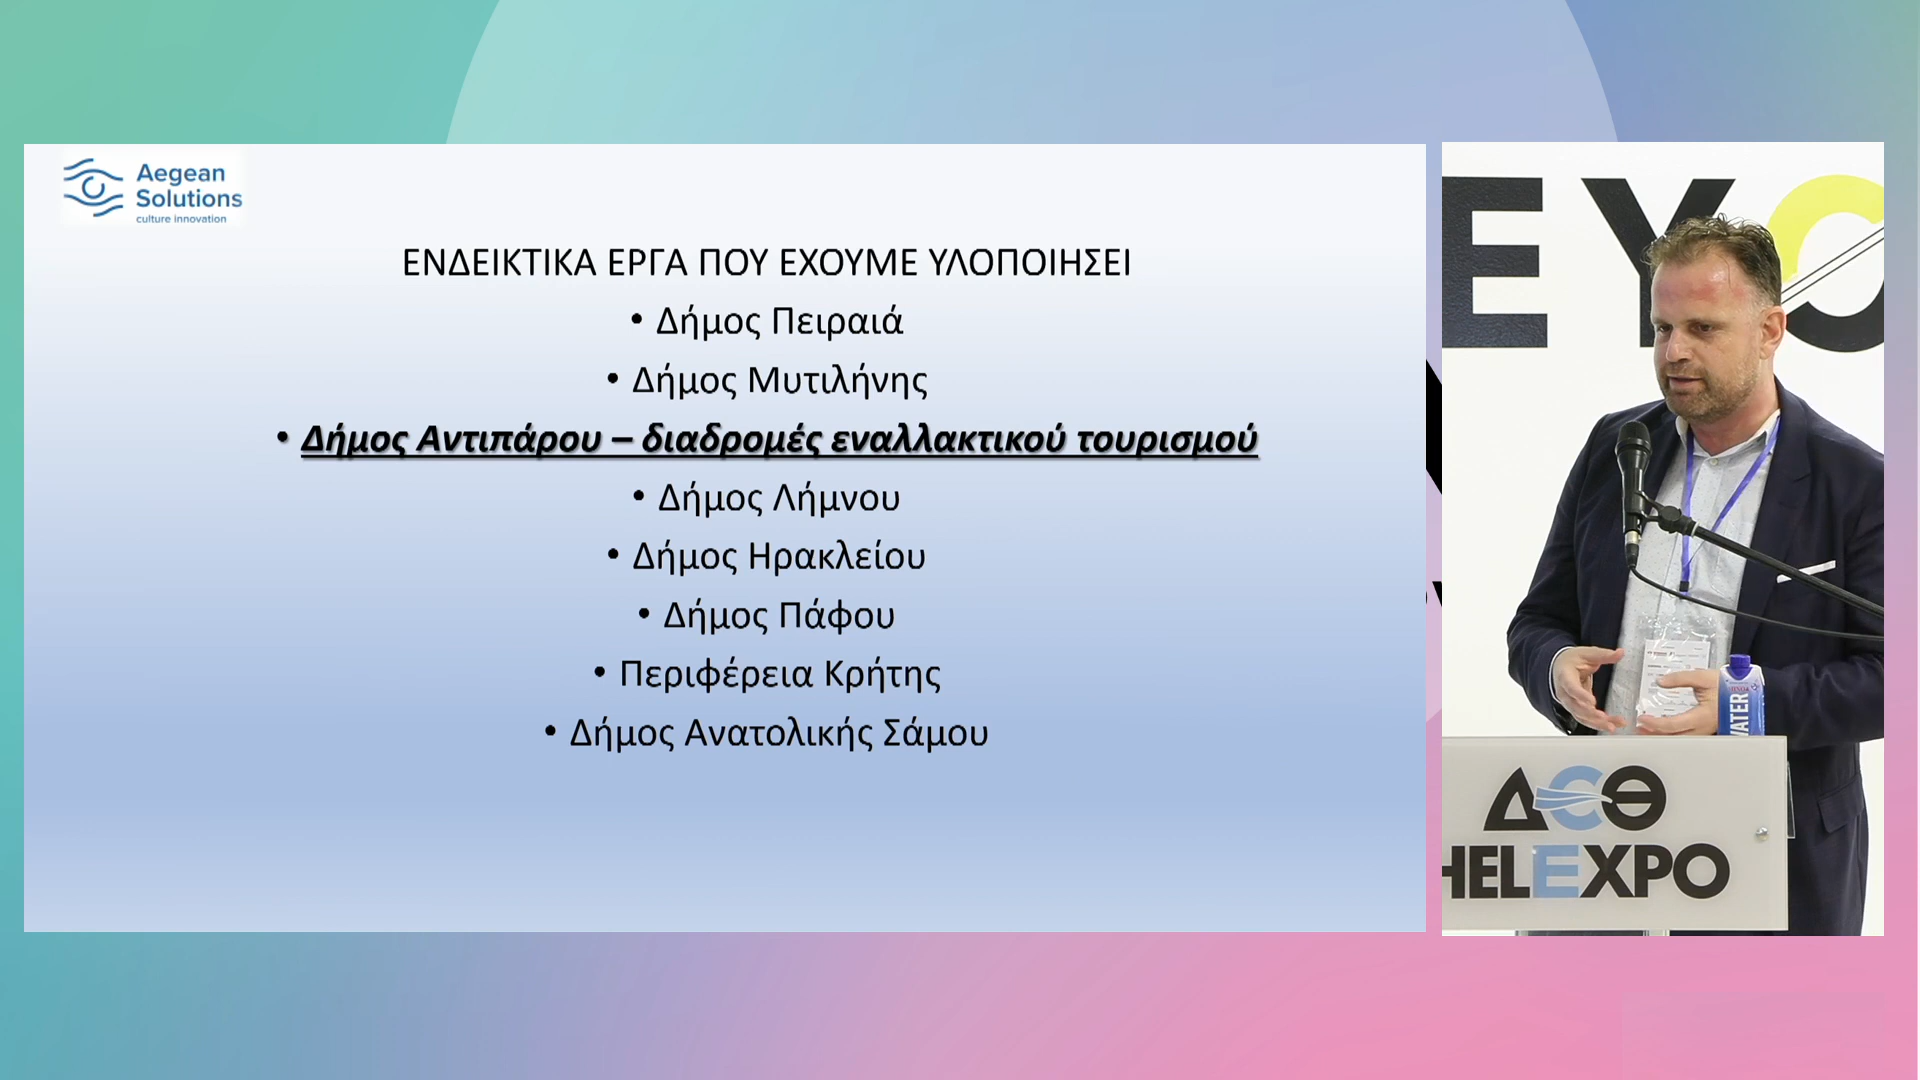 Aegean
Solutions
culture innovation
ΕΝΔΕΙΚΤΙΚΑ ΕΡΓΑ ΠΟΥ ΕΧΟΥΜΕ ΥΛΟΠΟΙΗΣΕΙ
• Δήμος Πειραιά
• Δήμος Μυτιλήνης
• Δήμος Αντιπάρου – διαδρομές εναλλακτικού τουρισμού
• Δήμος Λήμνου
• Δήμος Ηρακλείου
• Δήμος Πάφου
• Περιφέρεια Κρήτης
• Δήμος Ανατολικής Σάμου
EYO
WATER
ΔΕΘ
HELEXPO